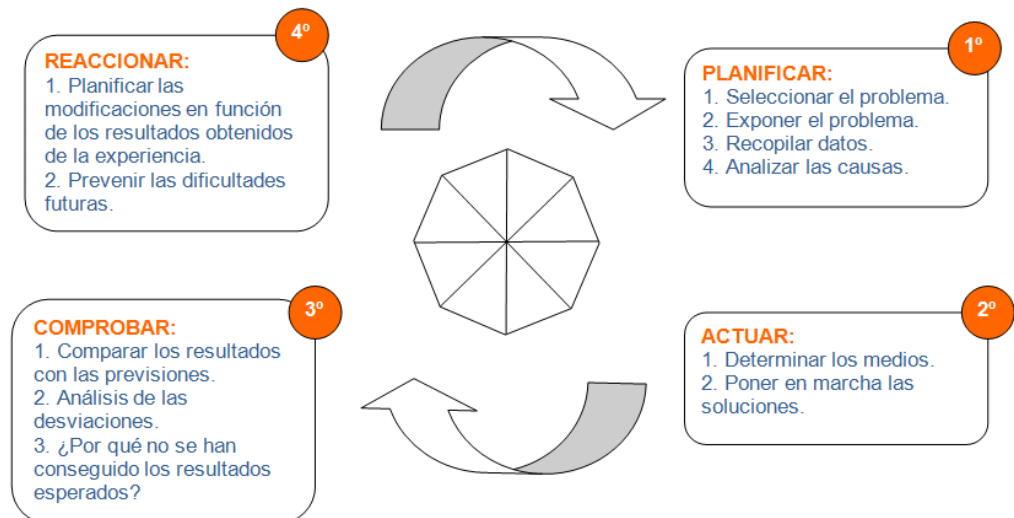 1º
PLANIFICAR:
1. Seleccionar el problema.
2. Exponer el problema.
3. Recopilar datos.
4. Analizar las causas.
2º
ACTUAR:
1. Determinar los medios.
2. Poner en marcha las
soluciones.
3º
COMPROBAR:
1. Comparar los resultados
con las previsiones.
2. Análisis de las
desviaciones.
3. ¿Por qué no se han
conseguido los resultados
esperados?
4º
REACCIONAR:
1. Planificar las
modificaciones en función
de los resultados obtenidos
de la experiencia.
2. Prevenir las dificultades
futuras.